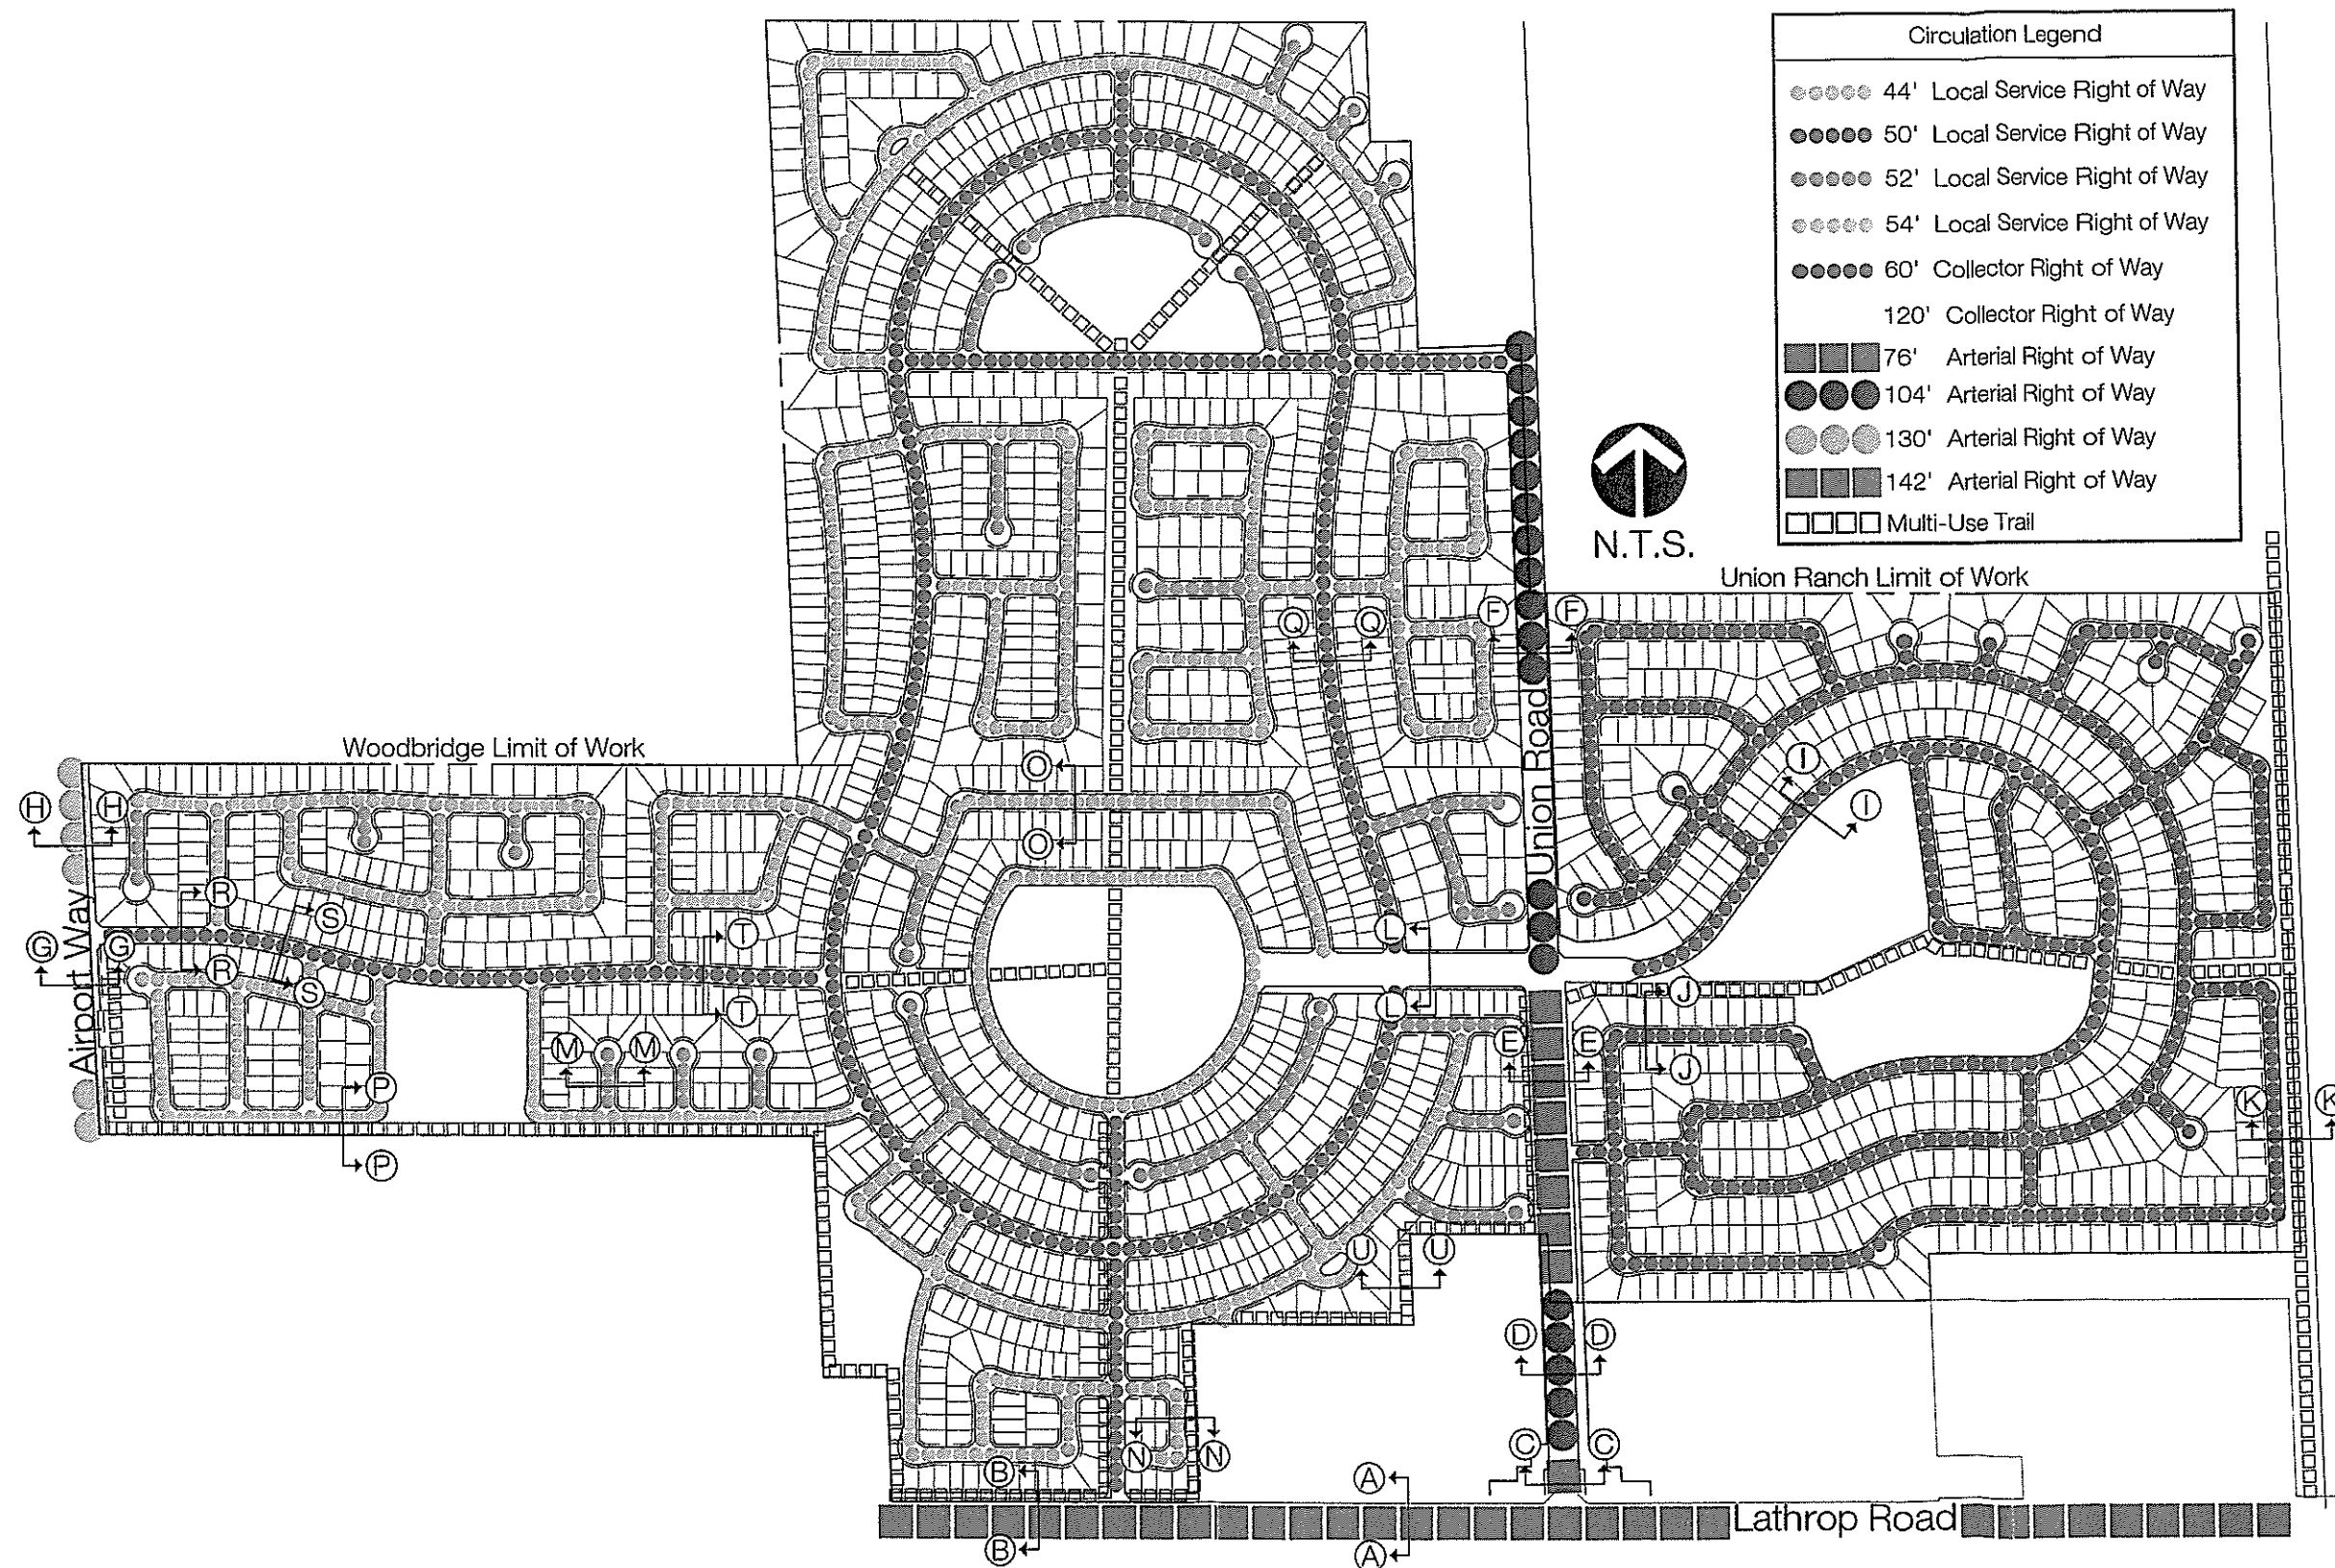 Circulation Legend
44' Local Service Right of Way
50' Local Service Right of Way
52' Local Service Right of Way
54' Local Service Right of Way
60' Collector Right of Way
120' Collector Right of Way
76' Arterial Right of Way
104' Arterial Right of Way
130' Arterial Right of Way
142' Arterial Right of Way
Multi-Use Trail
N.T.S.
Union Ranch Limit of Work
F F
Q Q
Union Road
Woodbridge Limit of Work
O
O
I
I
H H
R
R
S
S
T
T
L
L
G G
Airport Way
J
J
M M
E E
P
P
K K
U U
D D
C C
N N
B
B
A
A
Lathrop Road